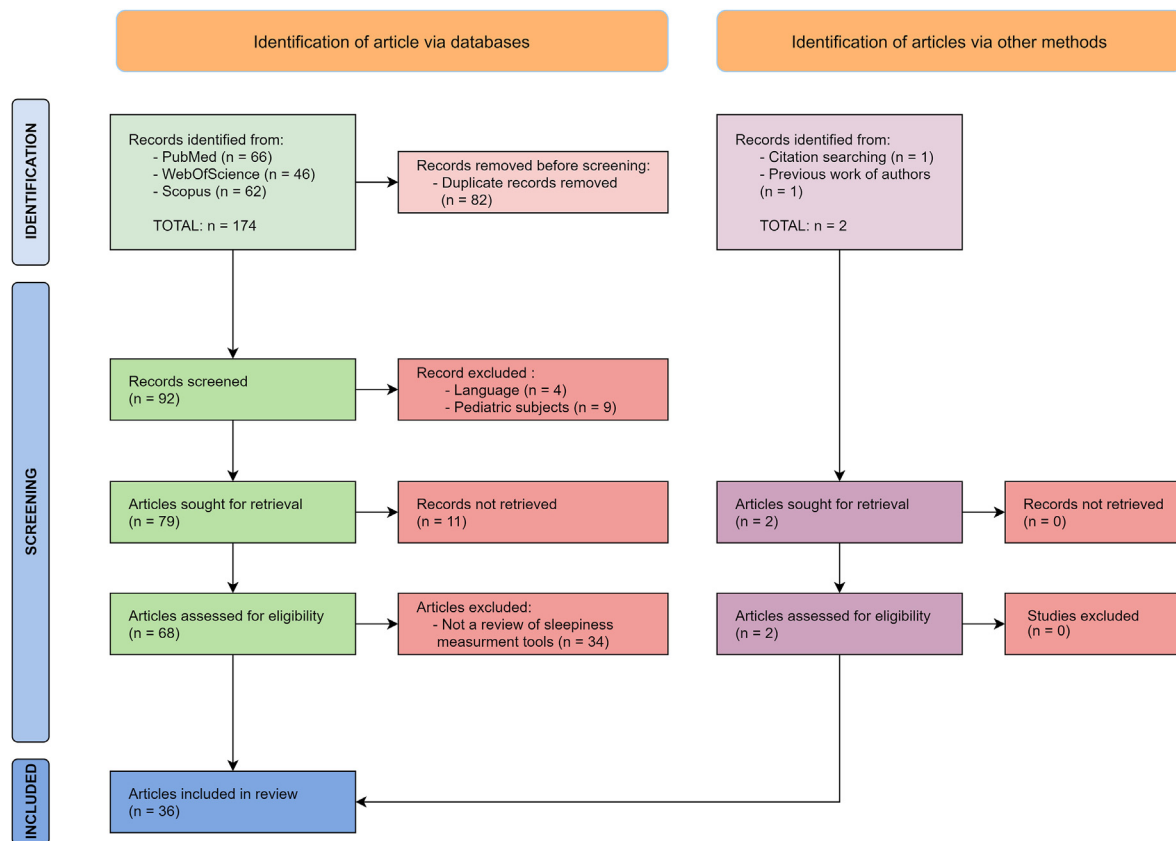 Identification of article via databases
Identification of articles via other methods
IDENTIFICATION
Records identified from:
- PubMed (n = 66)
- WebOfScience (n = 46)
- Scopus (n = 62)
TOTAL: n = 174
Records removed before screening:
- Duplicate records removed
(n = 82)
Records identified from:
- Citation searching (n = 1)
- Previous work of authors
(n = 1)
TOTAL: n = 2
SCREENING
Records screened
(n = 92)
Record excluded :
- Language (n = 4)
- Pediatric subjects (n = 9)
Articles sought for retrieval
(n = 79)
Records not retrieved
(n = 11)
Articles sought for retrieval
(n = 2)
Records not retrieved
(n = 0)
Articles assessed for eligibility
(n = 68)
Articles excluded:
- Not a review of sleepiness
measurment tools (n = 34)
Articles assessed for eligibility
(n = 2)
Studies excluded
(n = 0)
INCLUDED
Articles included in review
(n = 36)